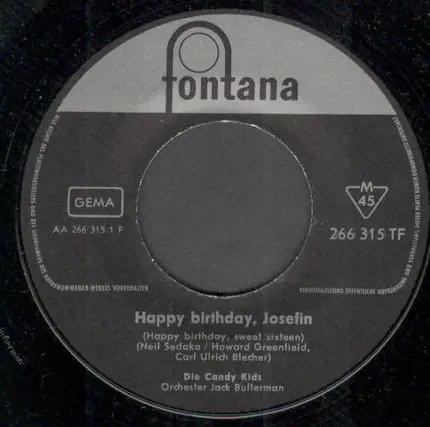 fontana
GEMA
AA 266 315.1 F
M
45
266 315 TF
Happy birthday, Josefin
(Happy birthday, sweet sixteen)
(Neil Sedaka / Howard Greenfield,
Carl Ulrich Blecher)
Die Candy Kids
Orchester Jack Bulterman